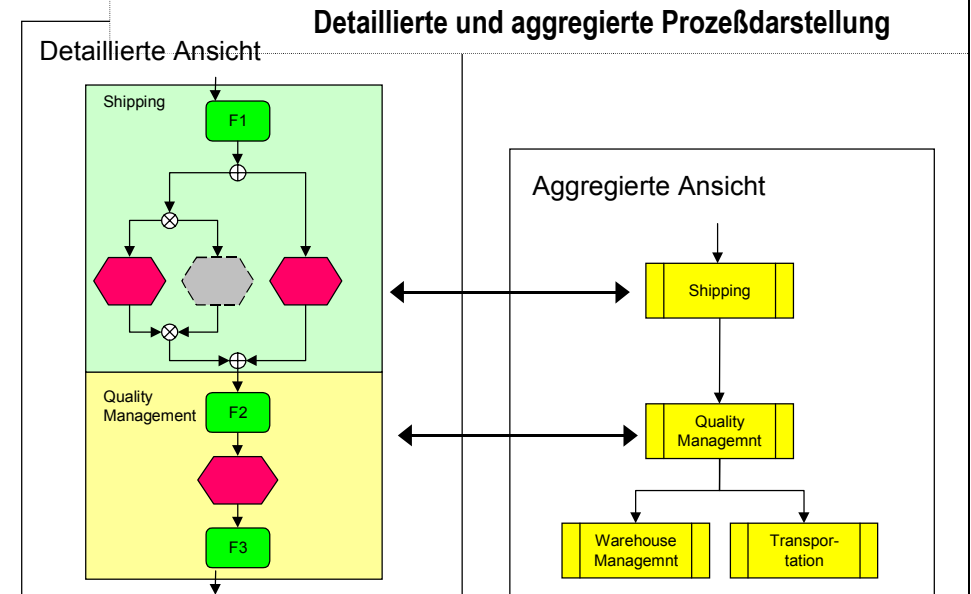 Detaillierte und aggregierte Prozeßdarstellung
Detaillierte Ansicht
Shipping
F1
Quality
Management
F2
F3
Aggregierte Ansicht
Shipping
Quality
Managemnt
Warehouse
Managemnt
Transpor-
tation